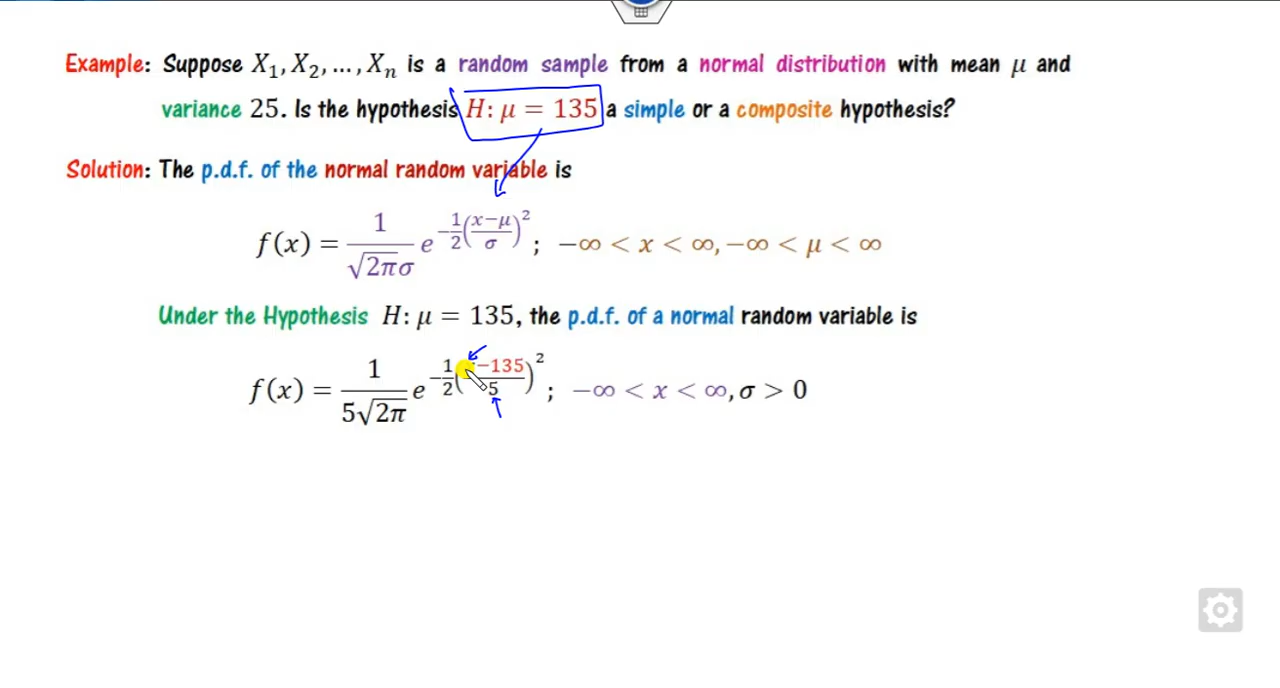 Example: Suppose X₁, X₂, …, Xₙ is a random sample from a normal distribution with mean μ and
variance 25. Is the hypothesis H: μ = 135 a simple or a composite hypothesis?
Solution: The p.d.f. of the normal random variable is
f(x) = 1/(√2π σ) e^{-1/2((x−μ)/σ)²} ; −∞ < x < ∞, −∞ < μ < ∞
Under the Hypothesis H: μ = 135, the p.d.f. of a normal random variable is
f(x) = 1/(5√2π) e^{-1/2((−135)/5)²} ; −∞ < x < ∞, σ > 0